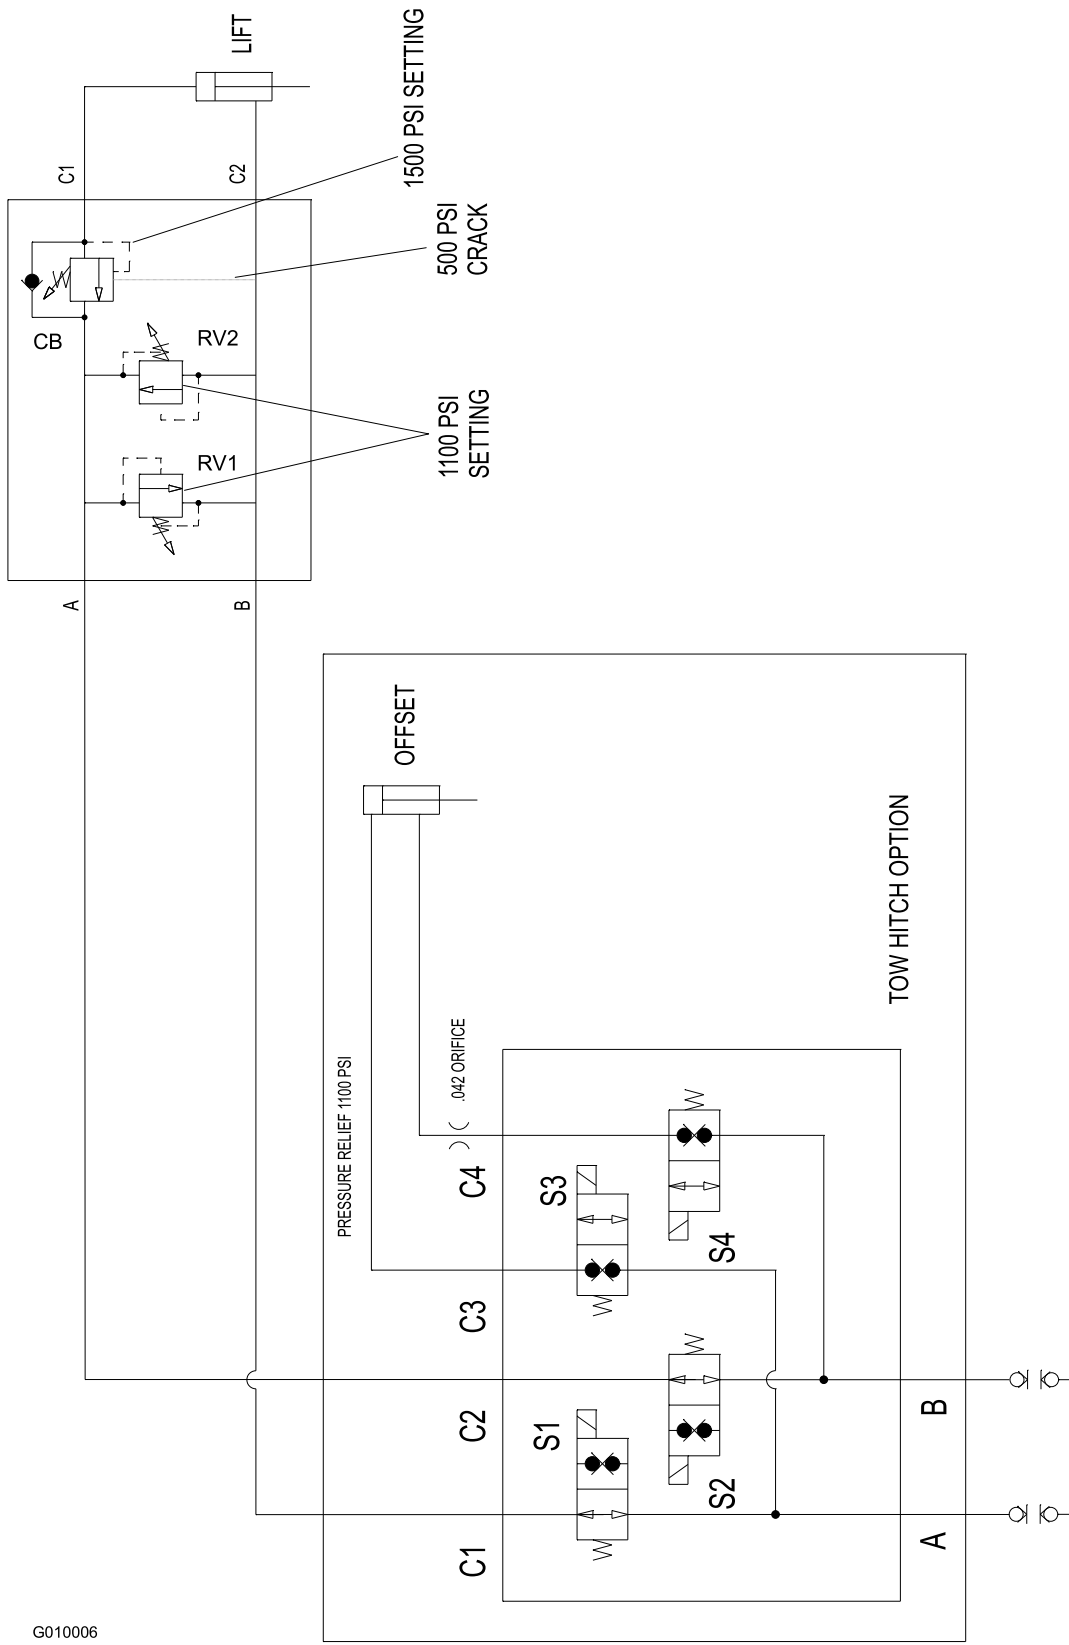 LIFT
C1
C2
1500 PSI SETTING
500 PSI
CRACK
CB
RV2
RV1
1100 PSI
SETTING
A
B
OFFSET
TOW HITCH OPTION
PRESSURE RELIEF 1100 PSI
.042 ORIFICE
C4
S3
S4
C3
C2
S1
S2
C1
B
A
G010006